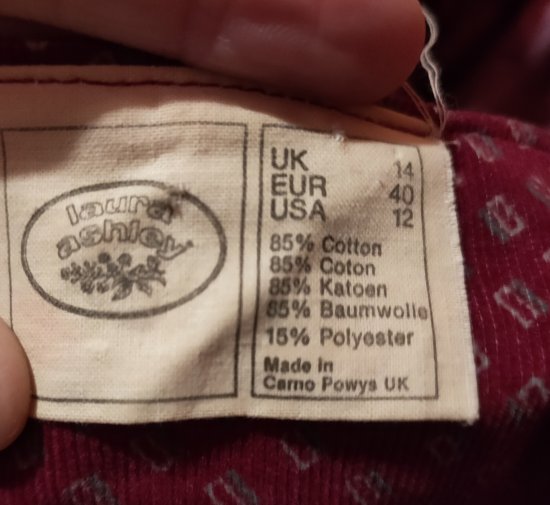 laura
ashley
UK 14
EUR 40
USA 12
85% Cotton
85% Coton
85% Katoen
85% Baumwolle
15% Polyester
Made in
Carno Powys UK